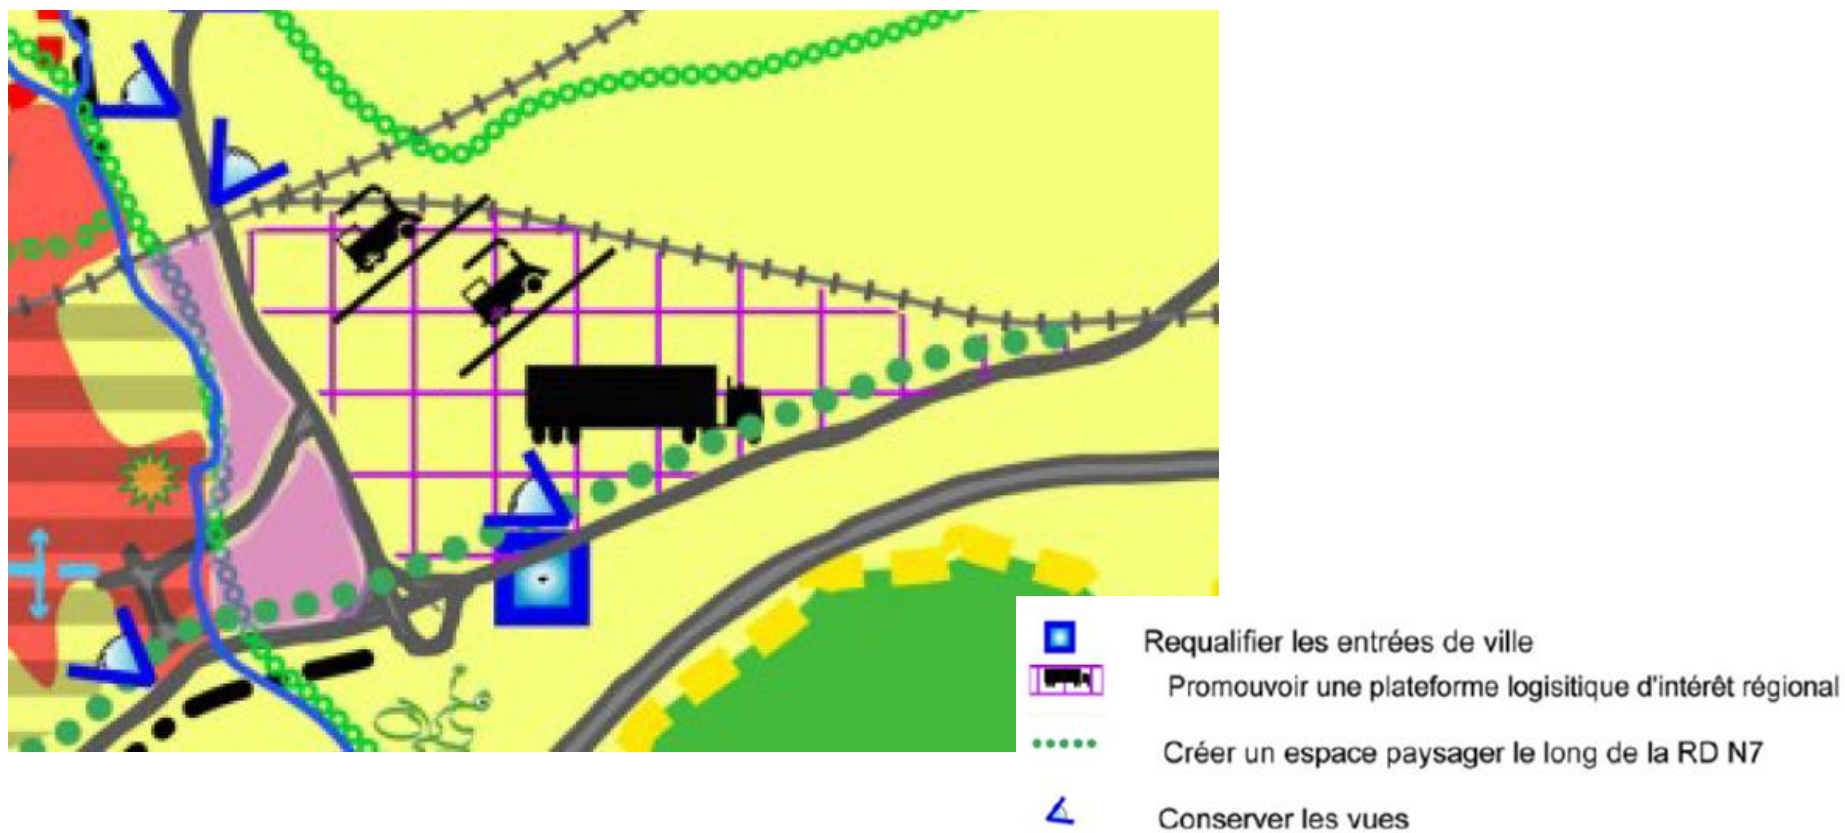 Requalifier les entrées de ville
Promouvoir une plateforme logisitique d'intérêt régional
Créer un espace paysager le long de la RD N7
Conserver les vues